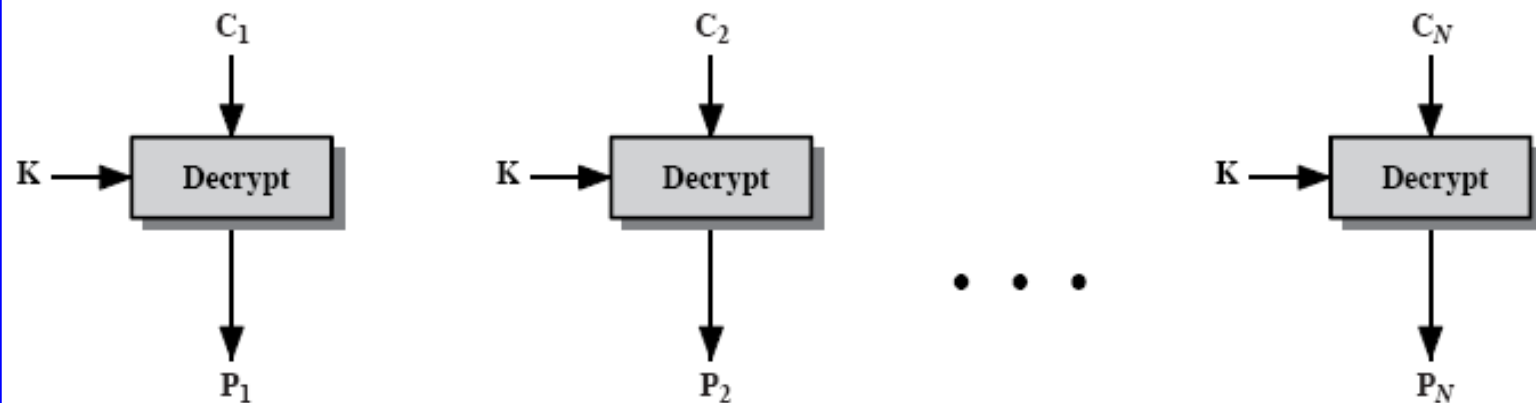 C1 C2 CN
K Decrypt K Decrypt K Decrypt
P1 P2 PN